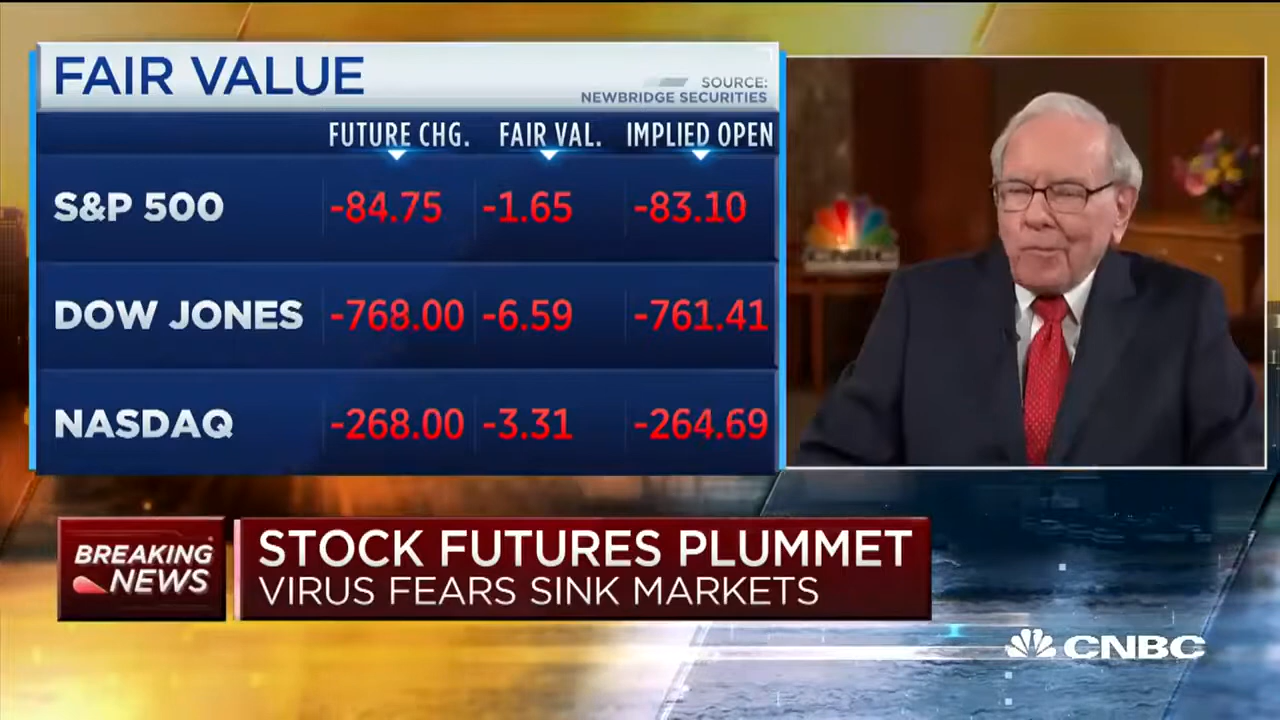 FAIR VALUE
SOURCE:
NEWBRIDGE SECURITIES
FUTURE CHG. FAIR VAL. IMPLIED OPEN
S&P 500 -84.75 -1.65 -83.10
DOW JONES -768.00 -6.59 -761.41
NASDAQ -268.00 -3.31 -264.69
CNBC
BREAKING NEWS
STOCK FUTURES PLUMMET
VIRUS FEARS SINK MARKETS
CNBC